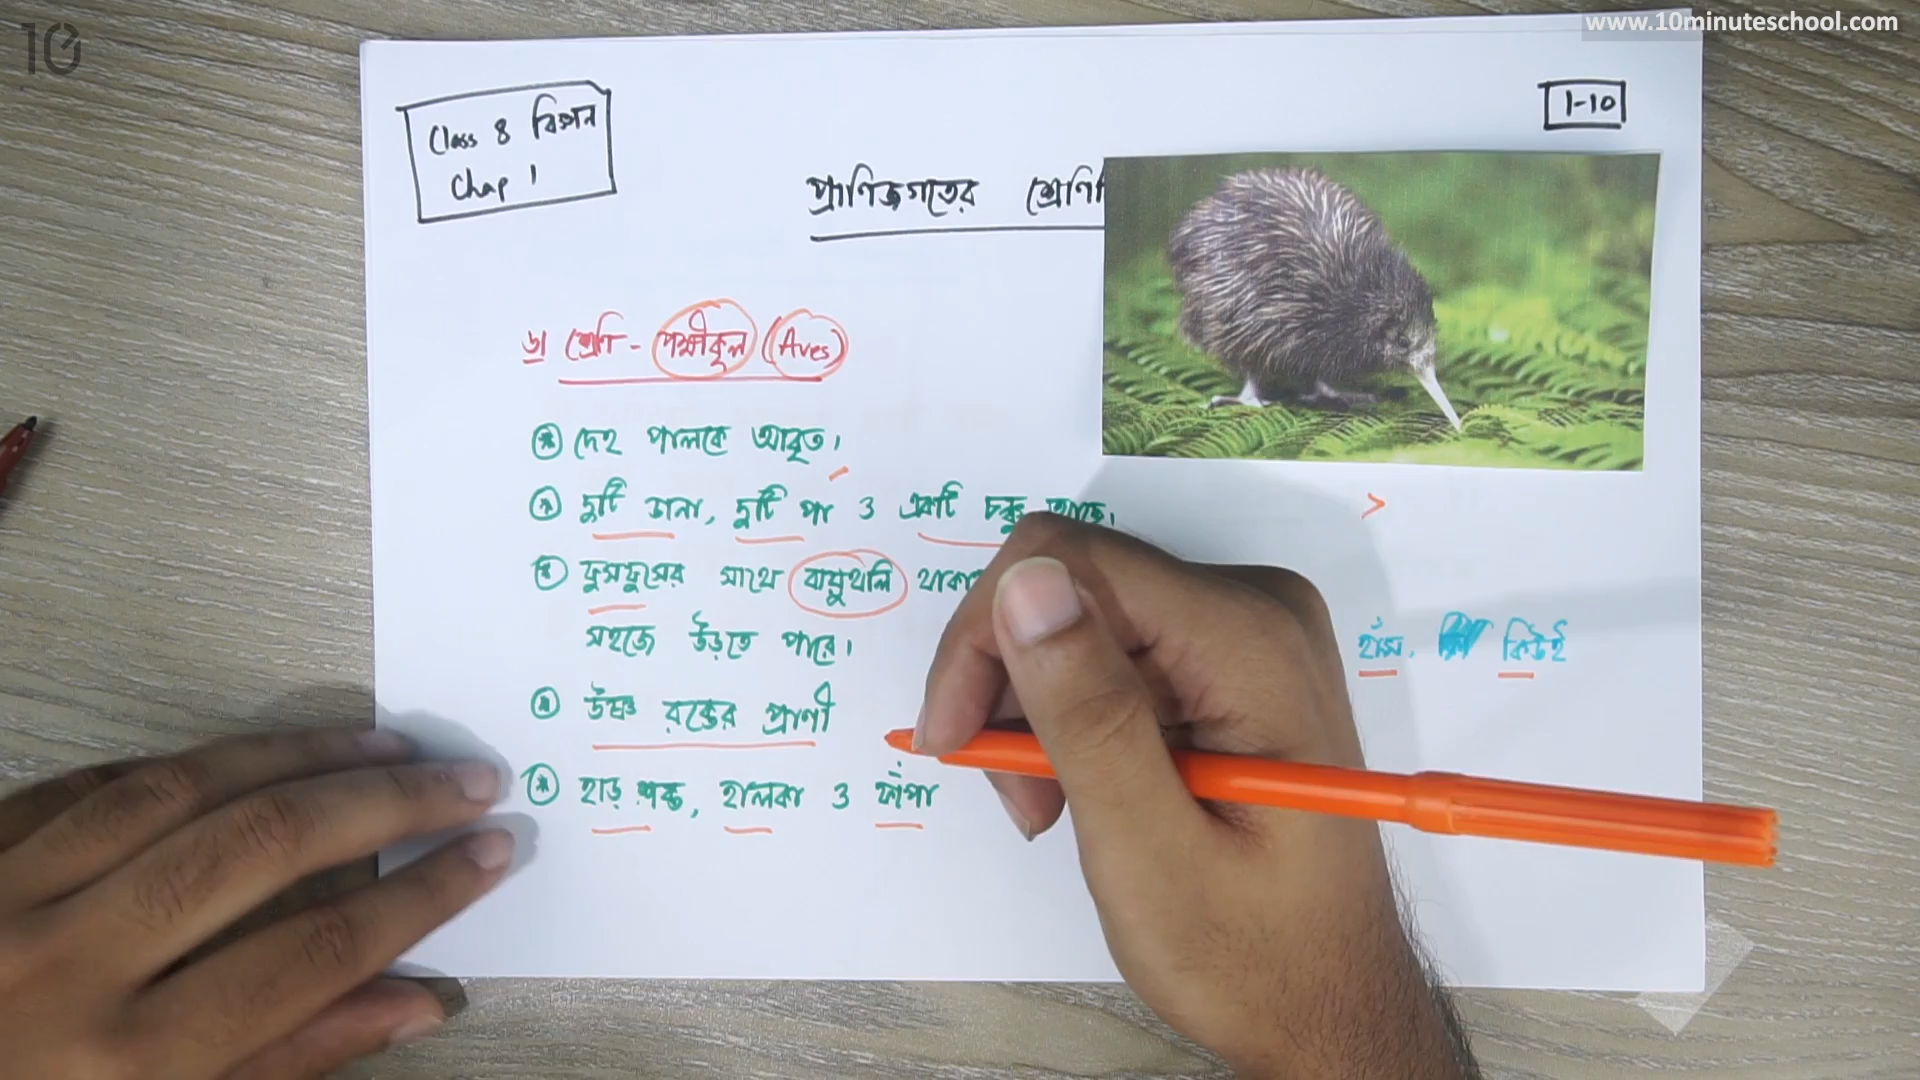 10
www.10minuteschool.com
Class 8 বিজ্ঞান
Chap 1
1-10
প্রাণিজগতের শ্রেণি
৬। শ্রেণি - পক্ষীকূল (Aves)
দেহ পালকে আবৃত।
দুটি ডানা, দুটি পা ও একটি চঞ্চু আছে।
ফুসফুসের সাথে বায়ুথলি থাকায়
সহজে উড়তে পারে।
হাঁস, কিউই
উষ্ণ রক্তের প্রাণী
হাড় শক্ত, হালকা ও ফাঁপা